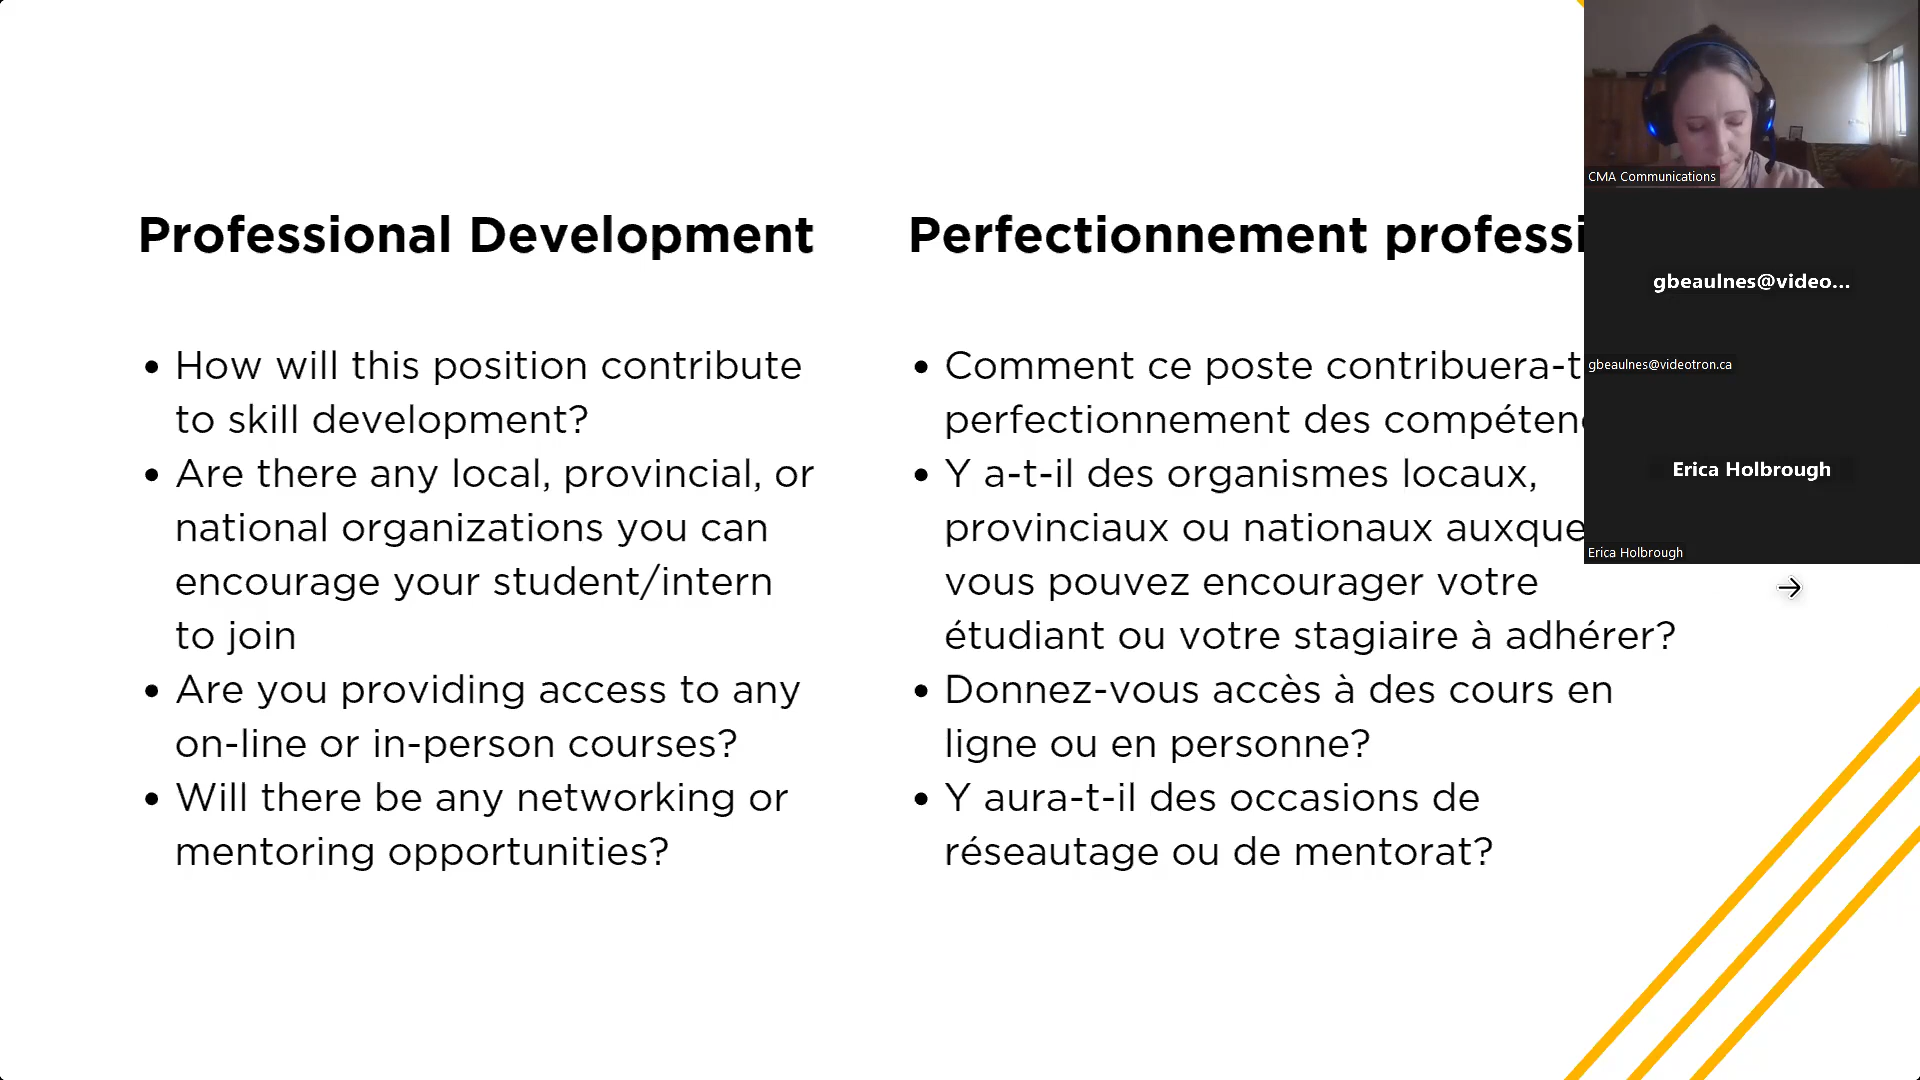 Professional Development
How will this position contribute
to skill development?
Are there any local, provincial, or
national organizations you can
encourage your student/intern
to join
Are you providing access to any
on-line or in-person courses?
Will there be any networking or
mentoring opportunities?
Perfectionnement professi
Comment ce poste contribuera-t
perfectionnement des compéten
Y a-t-il des organismes locaux,
provinciaux ou nationaux auxque
vous pouvez encourager votre
étudiant ou votre stagiaire à adhérer?
Donnez-vous accès à des cours en
ligne ou en personne?
Y aura-t-il des occasions de
réseautage ou de mentorat?
CMA Communications
gbeaulnes@video...
gbeaulnes@videotron.ca
Erica Holbrough
Erica Holbrough